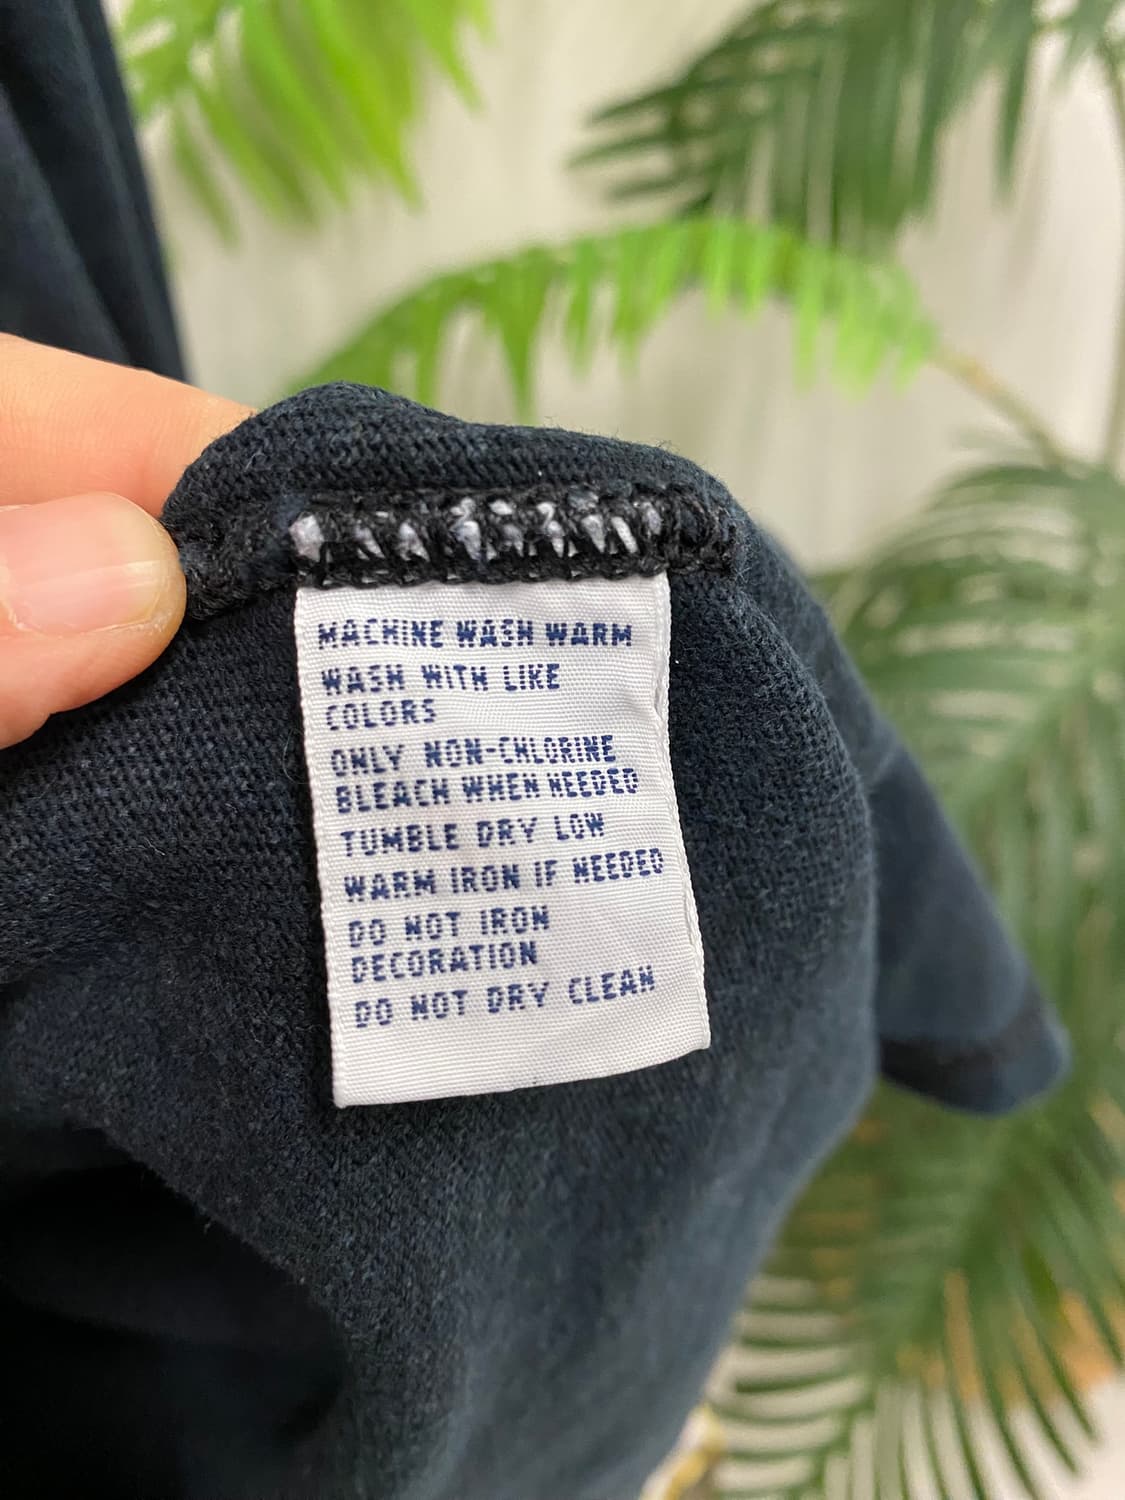 MACHINE WASH WARM
WASH WITH LIKE
COLORS
ONLY NON-CHLORINE
BLEACH WHEN NEEDED
TUMBLE DRY LOW
WARM IRON IF NEEDED
DO NOT IRON
DECORATION
DO NOT DRY CLEAN